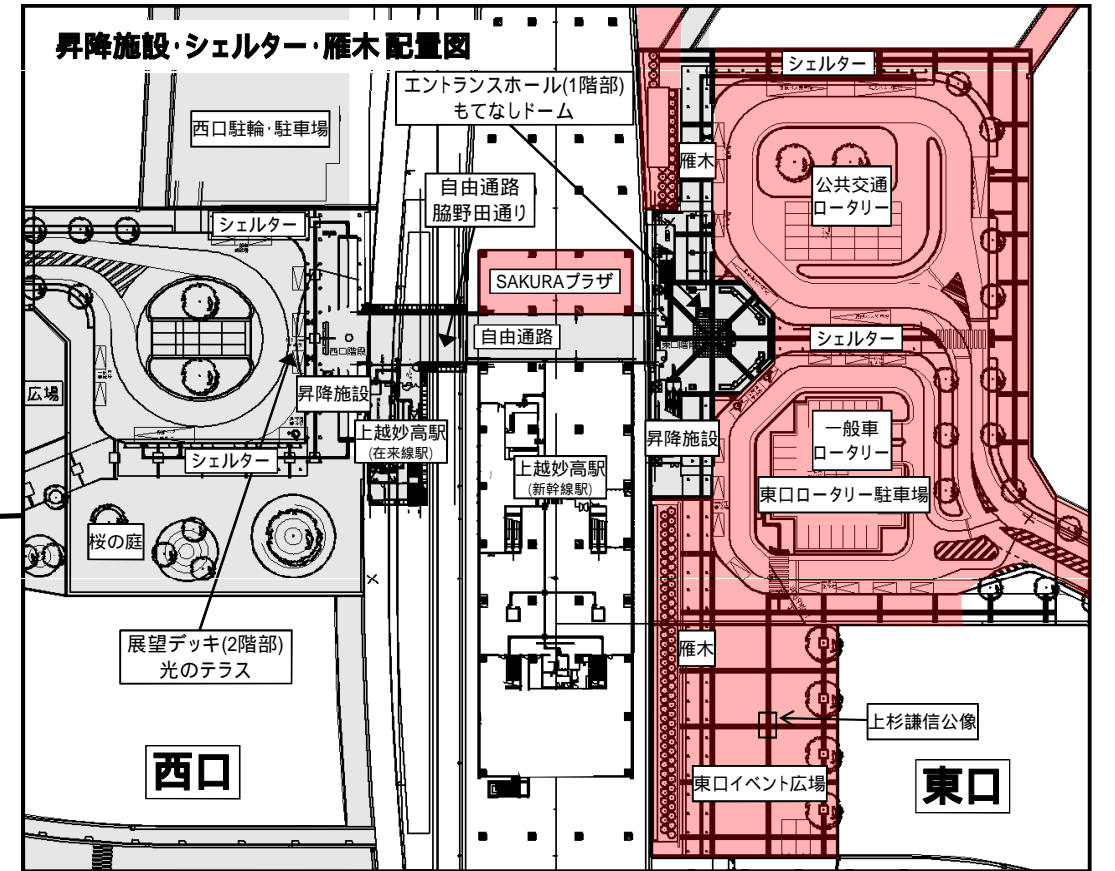 昇降施設・シェルター・雁木 配置図
シェルター
エントランスホール(1階部)
もてなしドーム
西口駐輪・駐車場
雁木
公共交通
ロータリー
自由通路
脇野田通り
シェルター
SAKURAプラザ
自由通路
シェルター
西口階段
東口階段
広場
昇降施設
上越妙高駅
(在来線駅)
シェルター
上越妙高駅
(新幹線駅)
昇降施設
一般車
ロータリー
東口ロータリー駐車場
桜の庭
展望デッキ(2階部)
光のテラス
雁木
上杉謙信公像
東口イベント広場
西口
東口